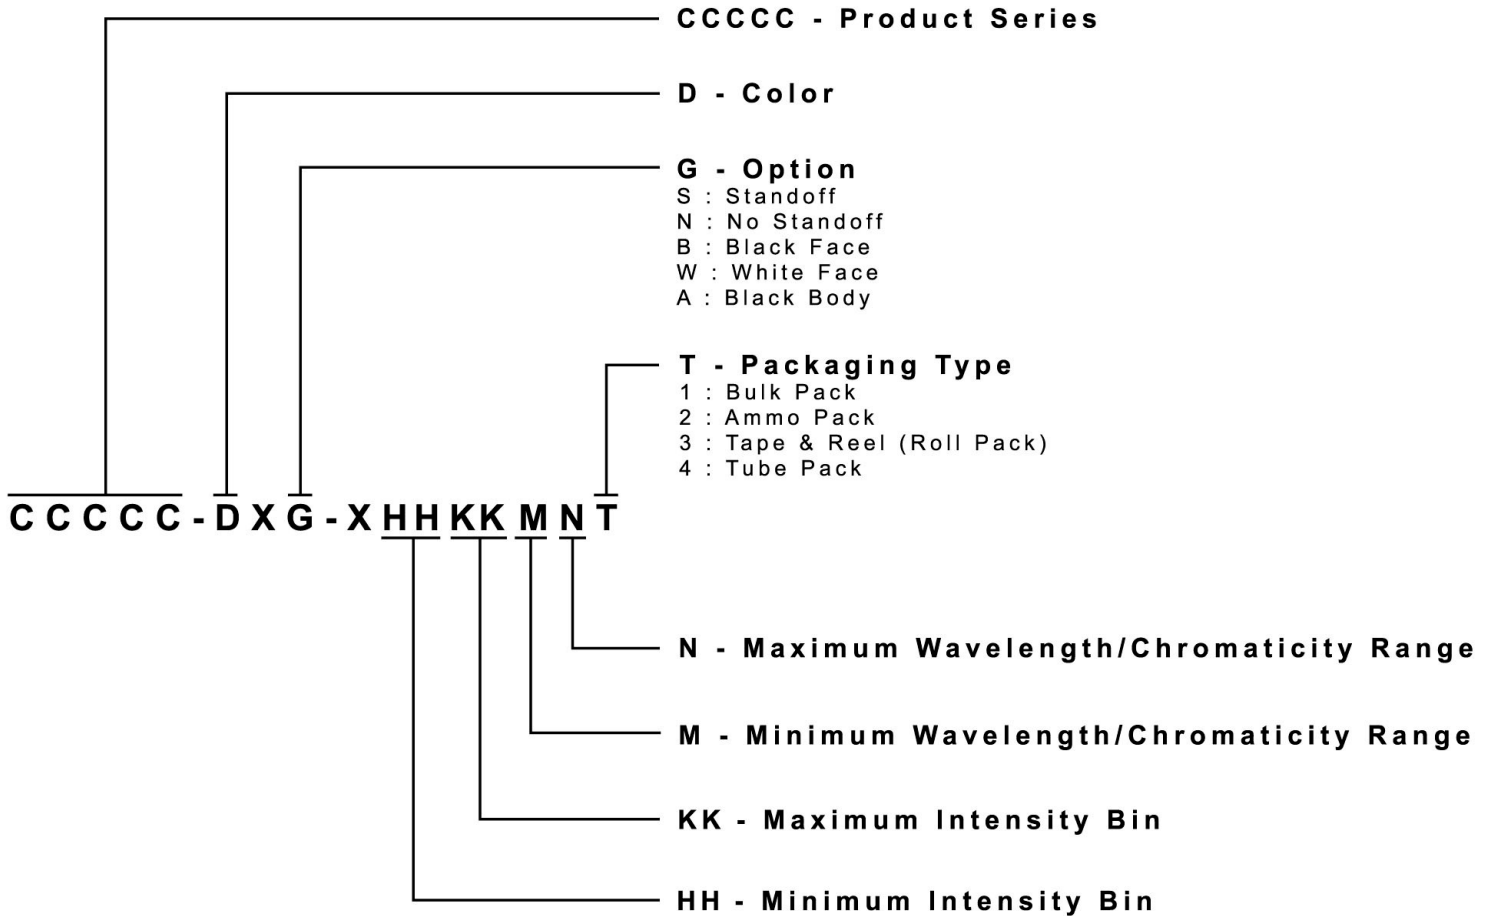 CCCCC - Product Series
D - Color
G - Option
S : Standoff
N : No Standoff
B : Black Face
W : White Face
A : Black Body
T - Packaging Type
1 : Bulk Pack
2 : Ammo Pack
3 : Tape & Reel (Roll Pack)
4 : Tube Pack
CCCCC-DXG-XHHKKMNT
N - Maximum Wavelength/Chromaticity Range
M - Minimum Wavelength/Chromaticity Range
KK - Maximum Intensity Bin
HH - Minimum Intensity Bin